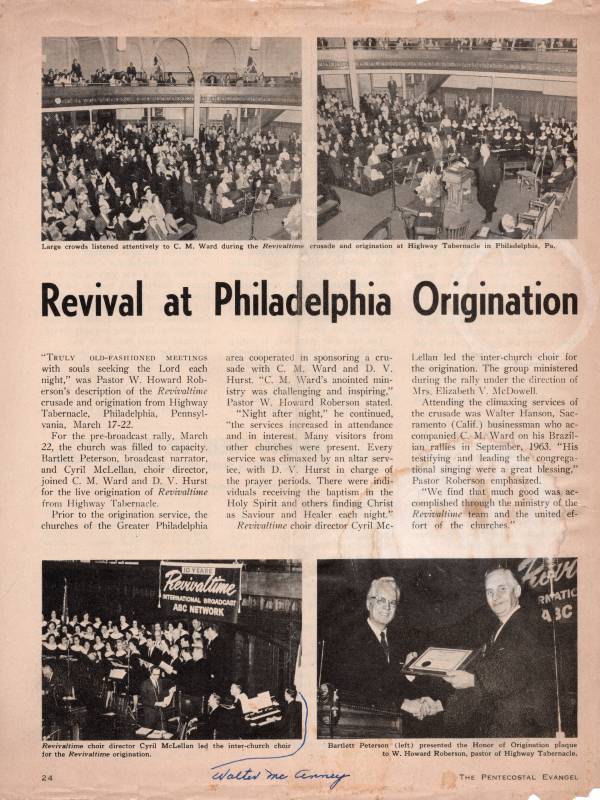 Large crowds listened attentively to C. M. Ward during the Revivaltime crusade and origination at Highway Tabernacle in Philadelphia, Pa.
Revival at Philadelphia Origination
"TRULY OLD-FASHIONED MEETINGS
with souls seeking the Lord each
night," was Pastor W. Howard Rob-
erson's description of the Revivaltime
crusade and origination from Highway
Tabernacle, Philadelphia, Pennsyl-
vania, March 17-22.
For the pre-broadcast rally, March
22, the church was filled to capacity.
Bartlett Peterson, broadcast narrator,
and Cyril McLellan, choir director,
joined C. M. Ward and D. V. Hurst
for the live origination of Revivaltime
from Highway Tabernacle.
Prior to the origination service, the
churches of the Greater Philadelphia
area cooperated in sponsoring a cru-
sade with C. M. Ward and D. V.
Hurst. "C. M. Ward's anointed min-
istry was challenging and inspiring,"
Pastor W. Howard Roberson stated.
"Night after night," he continued,
"the services increased in attendance
and in interest. Many visitors from
other churches were present. Every
service was climaxed by an altar serv-
ice, with D. V. Hurst in charge of
the prayer periods. There were indi-
viduals receiving the baptism in the
Holy Spirit and others finding Christ
as Saviour and Healer each night."
Revivaltime choir director Cyril Mc-
Lellan led the inter-church choir for
the origination. The group ministered
during the rally under the direction of
Mrs. Elizabeth V. McDowell.
Attending the climaxing services of
the crusade was Walter Hanson, Sac-
ramento (Calif.) businessman who ac-
companied C. M. Ward on his Brazil-
ian rallies in September, 1963. "His
testifying and leading the congrega-
tional singing were a great blessing,"
Pastor Roberson emphasized.
"We find that much good was ac-
complished through the ministry of the
Revivaltime team and the united ef-
fort of the churches."
10 YEARS
Revivaltime
INTERNATIONAL BROADCAST
ABC NETWORK
Reviv
RNATIO
ABC
Revivaltime choir director Cyril McLellan led the inter-church choir
for the Revivaltime origination.
Bartlett Peterson (left) presented the Honor of Origination plaque
to W. Howard Roberson, pastor of Highway Tabernacle.
24
Walter Mc Anney
THE PENTECOSTAL EVANGEL